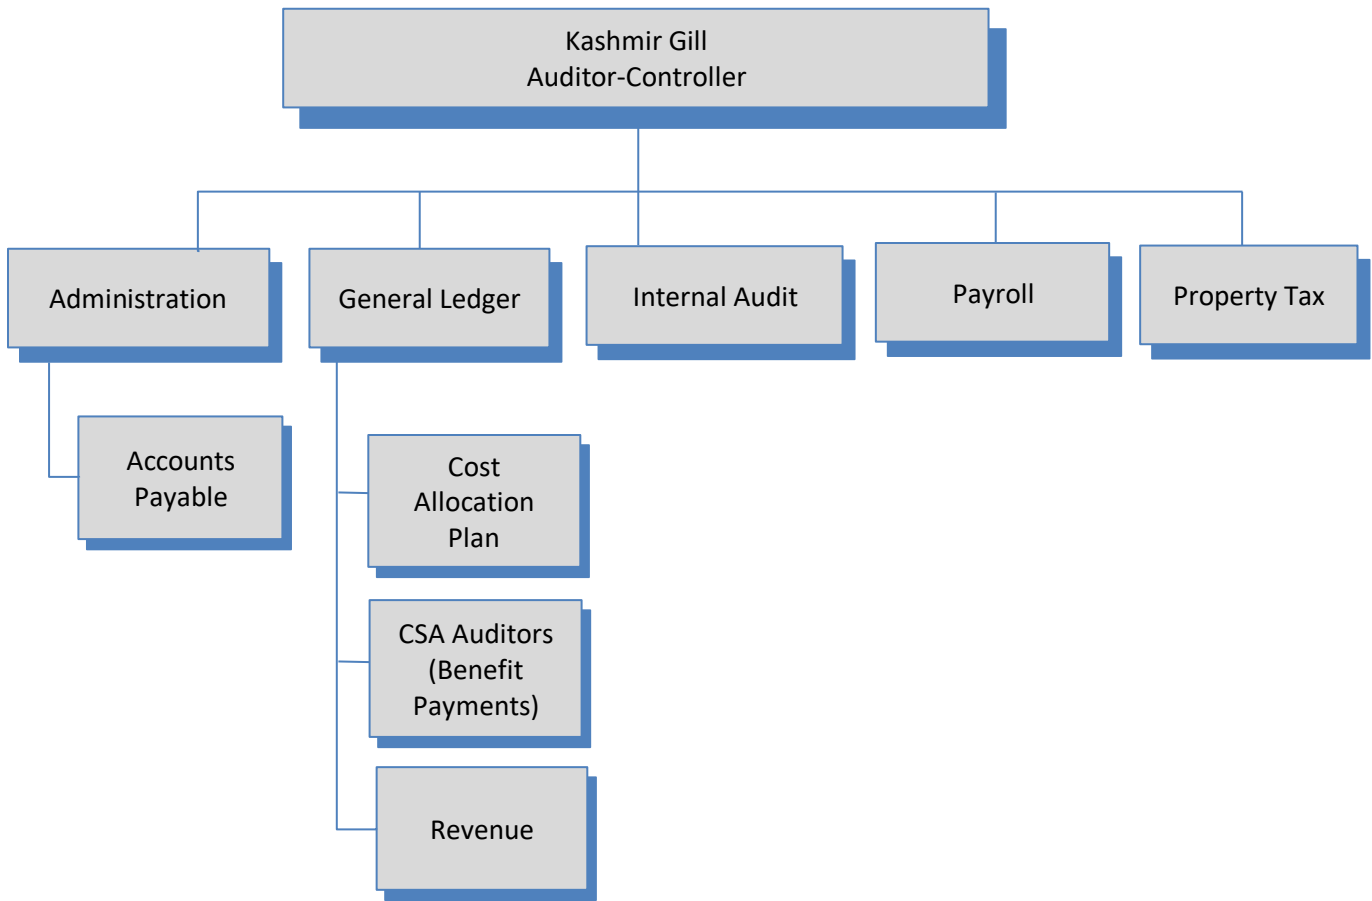 Kashmir Gill
Auditor-Controller
Administration
General Ledger
Internal Audit
Payroll
Property Tax
Accounts
Payable
Cost
Allocation
Plan
CSA Auditors
(Benefit
Payments)
Revenue